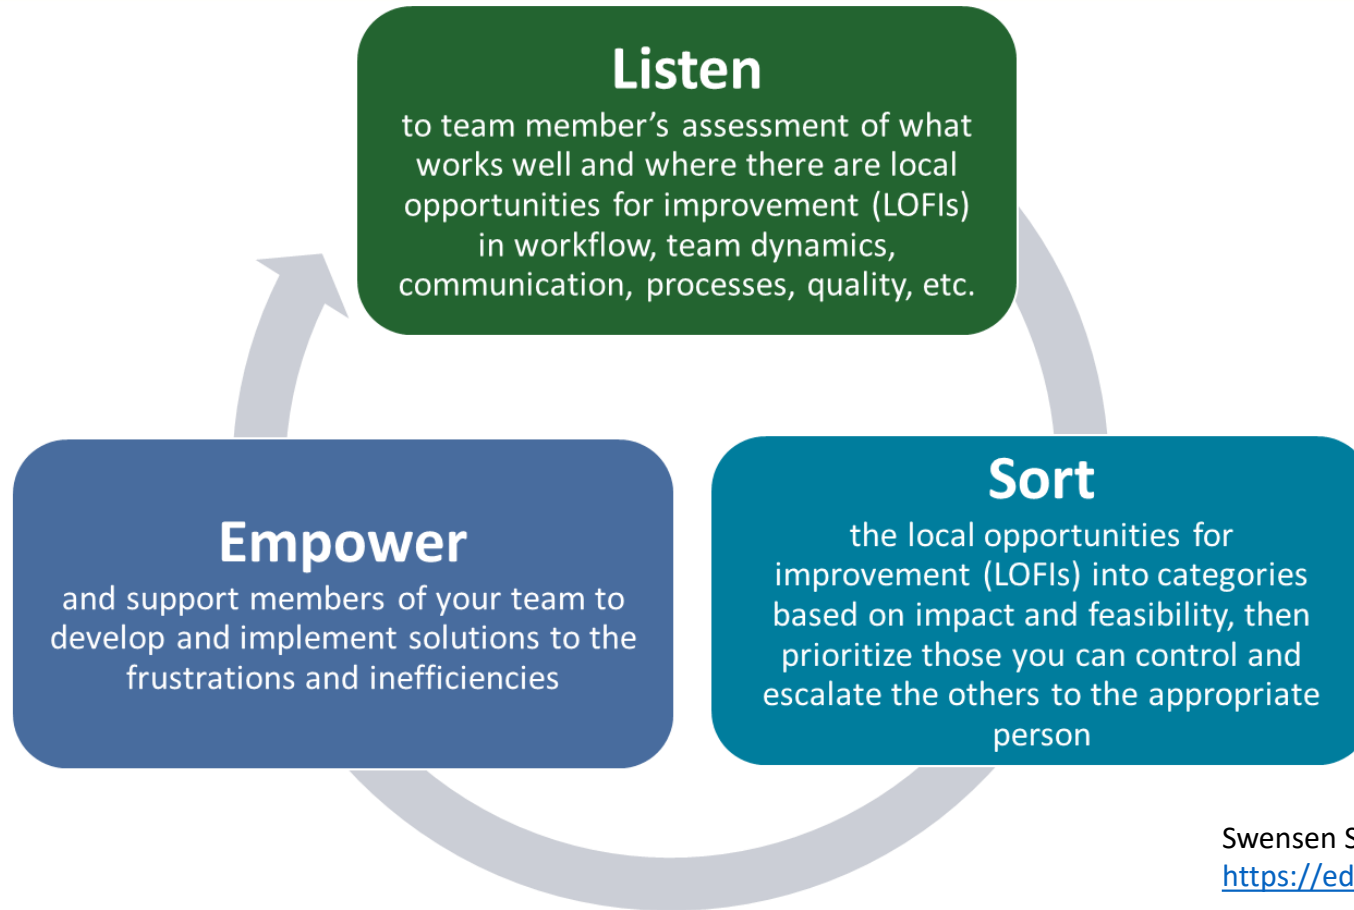 Listen
to team member’s assessment of what
works well and where there are local
opportunities for improvement (LOFIs)
in workflow, team dynamics,
communication, processes, quality, etc.
Sort
the local opportunities for
improvement (LOFIs) into categories
based on impact and feasibility, then
prioritize those you can control and
escalate the others to the appropriate
person
Empower
and support members of your team to
develop and implement solutions to the
frustrations and inefficiencies
Swensen S
https://ed